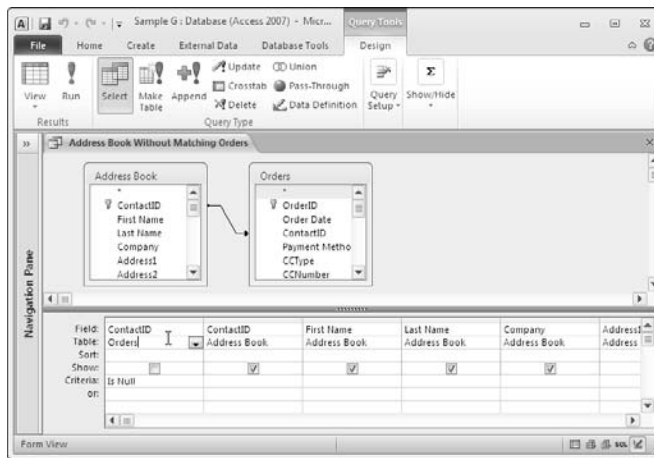 Sample G : Database (Access 2007) - Micr...
Query Tools
File Home Create External Data Database Tools Design
View Run Select Make Table Append
Update Union
Crosstab Pass-Through
Delete Data Definition
Query Setup Show/Hide
Results Query Type
Address Book Without Matching Orders
Navigation Pane
Address Book
*
ContactID
First Name
Last Name
Company
Address1
Address2
Orders
*
OrderID
Order Date
ContactID
Payment Metho
CCType
CCNumber
Field: ContactID ContactID First Name Last Name Company Address1
Table: Orders Address Book Address Book Address Book Address Book Address
Sort:
Show:
Criteria: Is Null
or:
Form View SQL